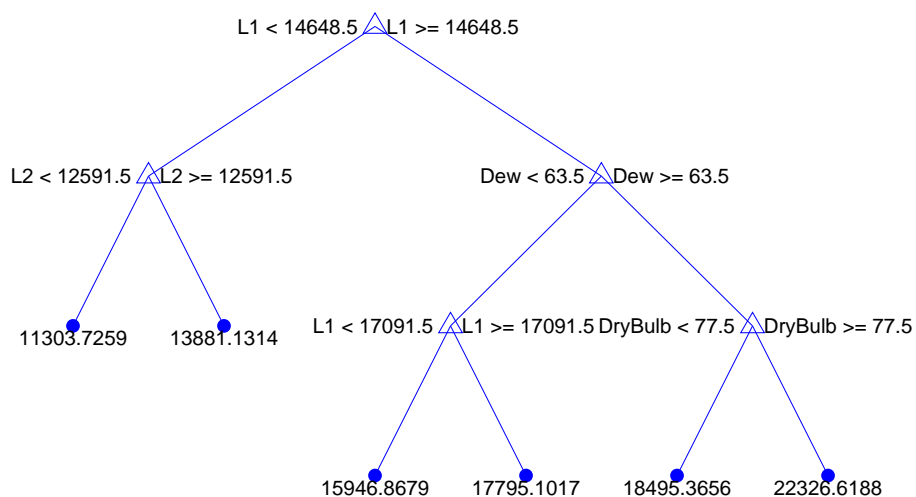 L1 < 14648.5 L1 >= 14648.5
L2 < 12591.5 L2 >= 12591.5 Dew < 63.5 Dew >= 63.5
11303.7259 13881.1314 L1 < 17091.5 L1 >= 17091.5 DryBulb < 77.5 DryBulb >= 77.5
15946.8679 17795.1017 18495.3656 22326.6188